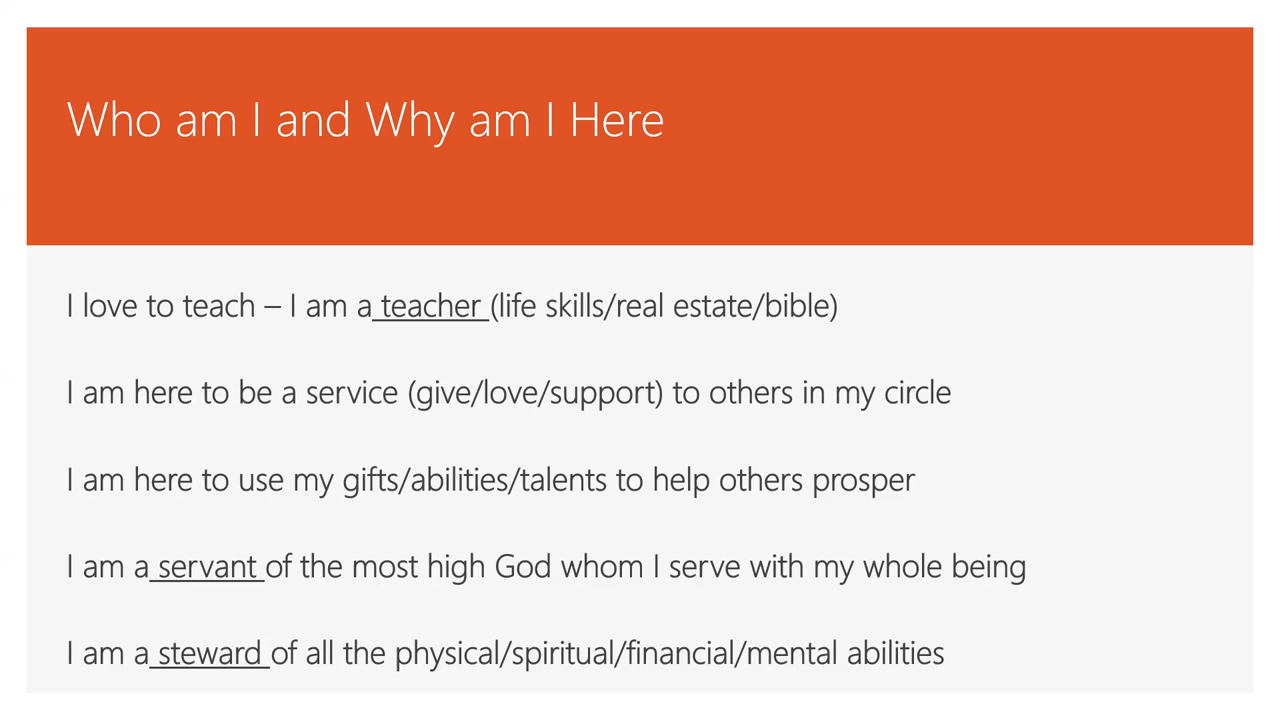 Who am I and Why am I Here
I love to teach – I am a teacher (life skills/real estate/bible)
I am here to be a service (give/love/support) to others in my circle
I am here to use my gifts/abilities/talents to help others prosper
I am a servant of the most high God whom I serve with my whole being
I am a steward of all the physical/spiritual/financial/mental abilities